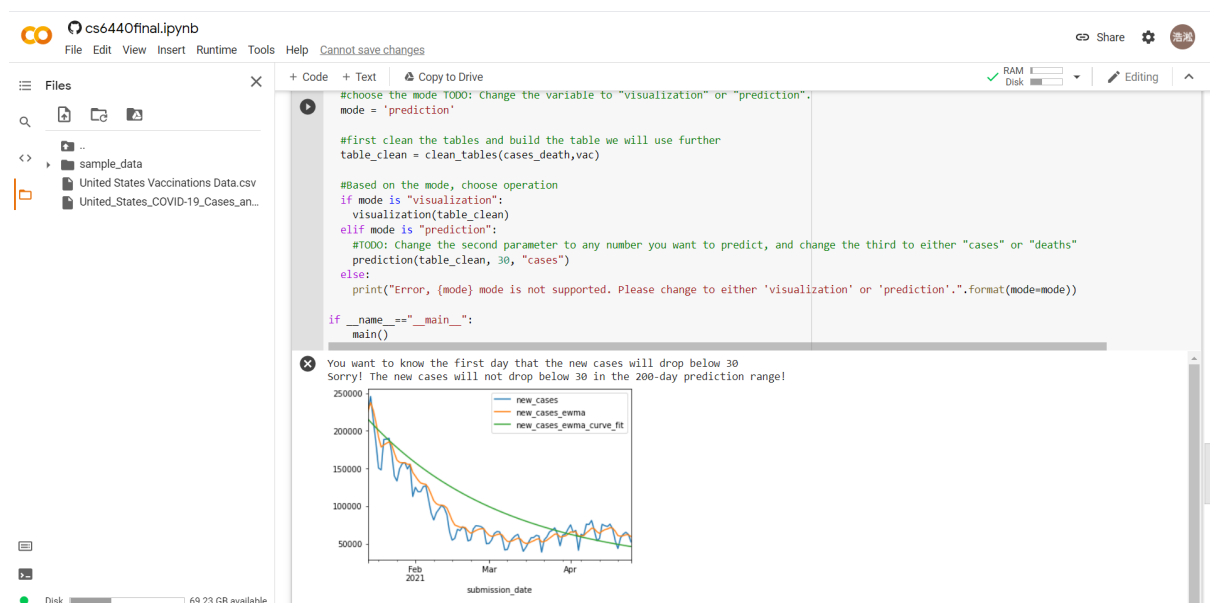 cs6440final.ipynb
File Edit View Insert Runtime Tools Help Cannot save changes
Share
浩淞
Files
+ Code + Text Copy to Drive
RAM
Disk
Editing
..
sample_data
United States Vaccinations Data.csv
United_States_COVID-19_Cases_an...
#choose the mode TODO: Change the variable to "visualization" or "prediction".
mode = 'prediction'
#first clean the tables and build the table we will use further
table_clean = clean_tables(cases_death,vac)
#Based on the mode, choose operation
if mode is "visualization":
visualization(table_clean)
elif mode is "prediction":
#TODO: Change the second parameter to any number you want to predict, and change the third to either "cases" or "deaths"
prediction(table_clean, 30, "cases")
else:
print("Error, {mode} mode is not supported. Please change to either 'visualization' or 'prediction'.".format(mode=mode))
if __name__=="__main__":
main()
You want to know the first day that the new cases will drop below 30
Sorry! The new cases will not drop below 30 in the 200-day prediction range!
250000
200000
150000
100000
50000
new_cases
new_cases_ewma
new_cases_ewma_curve_fit
Feb
2021
Mar
Apr
submission_date
Disk 69.23 GB available